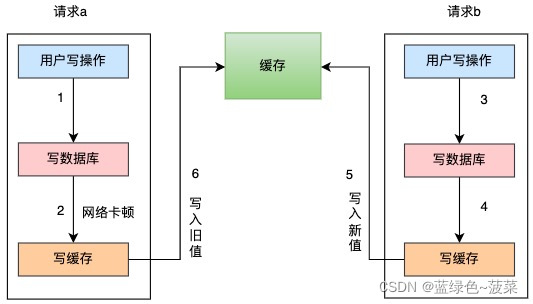 请求a
请求b
用户写操作
缓存
用户写操作
1
3
写数据库
写数据库
6
写入旧值
5
写入新值
2
网络卡顿
4
写缓存
写缓存
CSDN @蓝绿色~菠菜